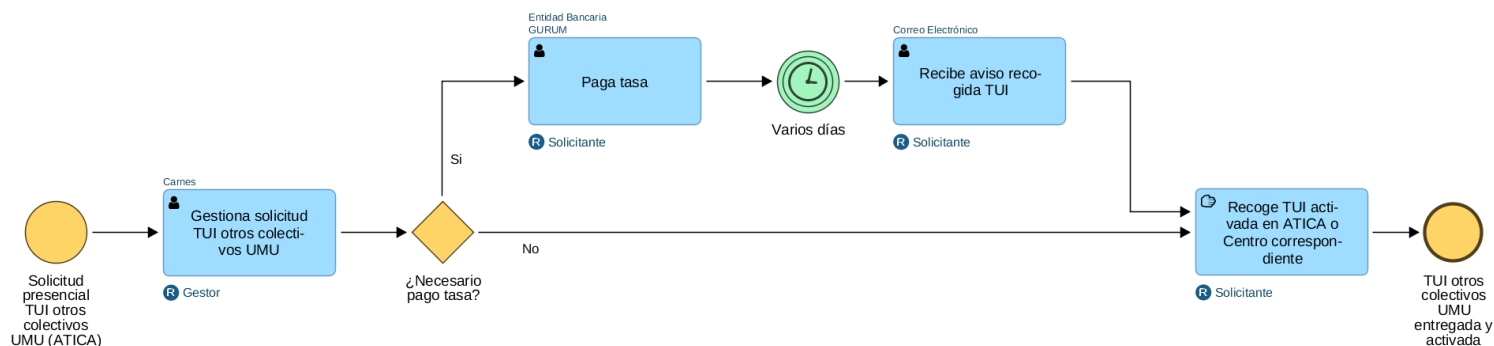 Entidad Bancaria
GURUM
Paga tasa
R Solicitante
Varios días
Correo Electrónico
Recibe aviso reco-
gida TUI
R Solicitante
Si
Solicitud
presencial
TUI otros
colectivos
UMU (ATICA)
Carnes
Gestiona solicitud
TUI otros colecti-
vos UMU
R Gestor
¿Necesario
pago tasa?
No
Recoge TUI acti-
vada en ATICA o
Centro correspon-
diente
R Solicitante
TUI otros
colectivos
UMU
entregada y
activada